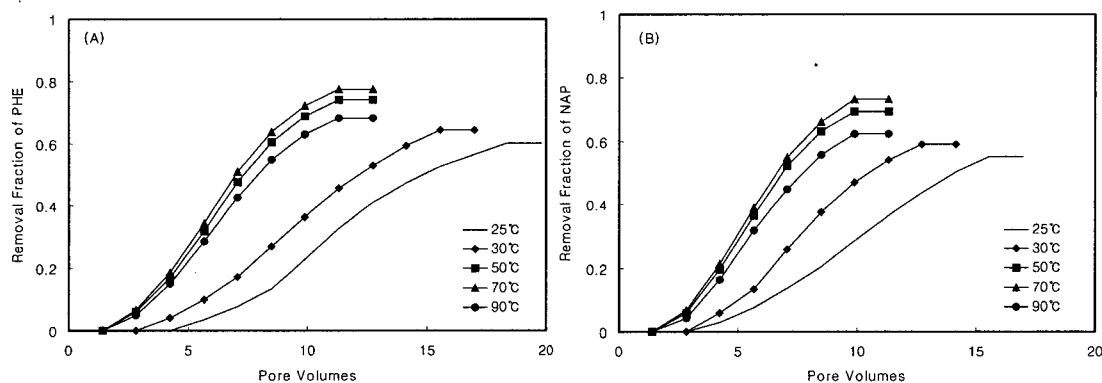 (A)
Removal Fraction of PHE
1
0.8
0.6
0.4
0.2
0
0 5 10 15 20
Pore Volumes
25℃
30℃
50℃
70℃
90℃
(B)
Removal Fraction of NAP
1
0.8
0.6
0.4
0.2
0
0 5 10 15 20
Pore Volumes
25℃
30℃
50℃
70℃
90℃